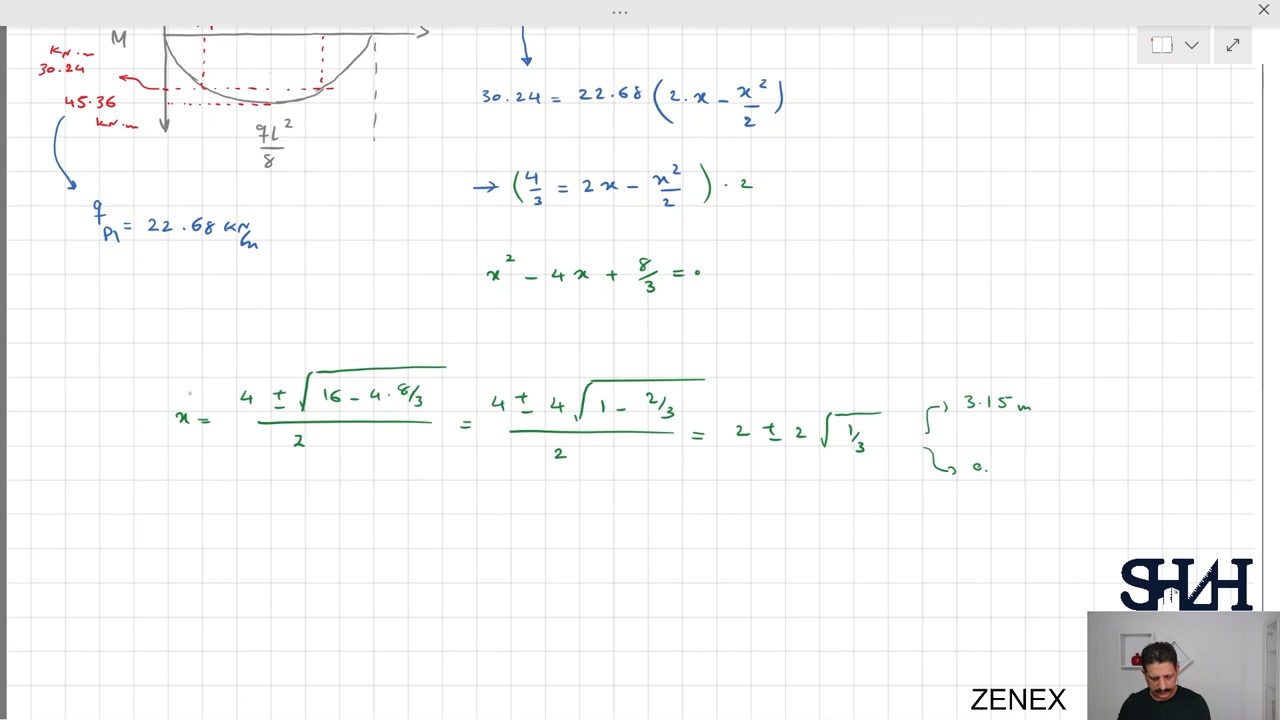 M
KN.m
30.24
45.36
KN.m
qL²/8
q_Pl = 22.68 KN/m
30.24 = 22.68 (2.x − x²/2)
→ (4/3 = 2x − x²/2) · 2
x² − 4x + 8/3 = 0
x = (4 ± √(16 − 4·8/3))/2 = (4 ± 4√(1 − 2/3))/2 = 2 ± 2√(1/3)
→ 3.15 m
→ 0.
SHLH
ZENEX